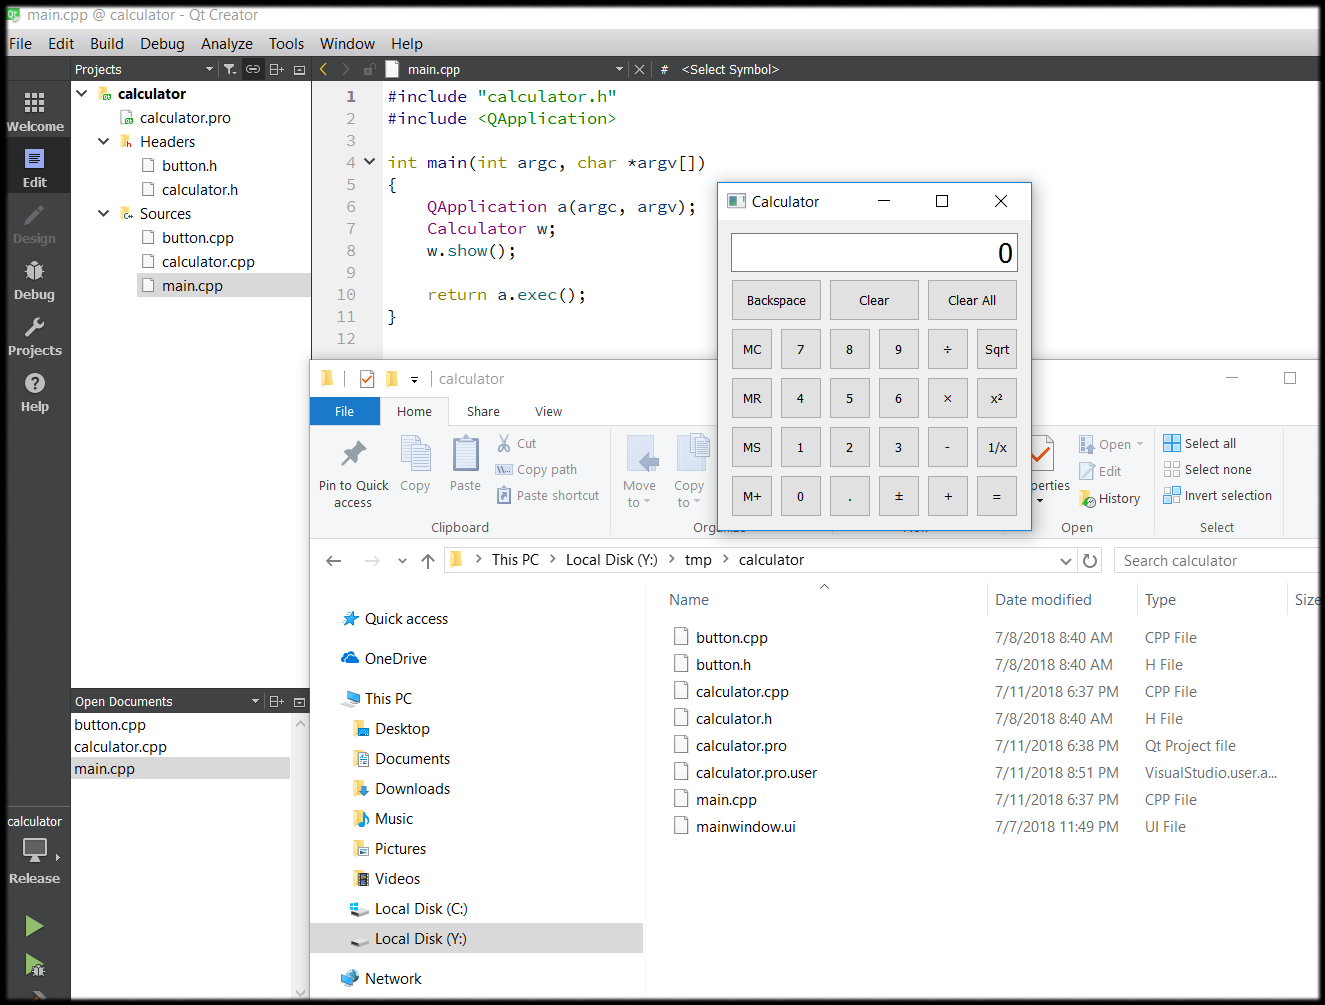 main.cpp @ calculator - Qt Creator
File Edit Build Debug Analyze Tools Window Help
Projects
main.cpp
# <Select Symbol>
Welcome
Edit
Design
Debug
Projects
Help
calculator
calculator.pro
Headers
button.h
calculator.h
Sources
button.cpp
calculator.cpp
main.cpp
1 #include "calculator.h"
2 #include <QApplication>
3
4 int main(int argc, char *argv[])
5 {
6 QApplication a(argc, argv);
7 Calculator w;
8 w.show();
9
10 return a.exec();
11 }
12
Calculator
0
Backspace Clear Clear All
MC 7 8 9 ÷ Sqrt
MR 4 5 6 × x²
MS 1 2 3 - 1/x
M+ 0 . ± + =
calculator
File Home Share View
Pin to Quick access
Copy
Paste
Cut
Copy path
Paste shortcut
Clipboard
Move to
Copy to
Open
Edit
History
Open
Select all
Select none
Invert selection
Select
This PC > Local Disk (Y:) > tmp > calculator
Search calculator
Quick access
OneDrive
This PC
Desktop
Documents
Downloads
Music
Pictures
Videos
Local Disk (C:)
Local Disk (Y:)
Network
Name Date modified Type Size
button.cpp 7/8/2018 8:40 AM CPP File
button.h 7/8/2018 8:40 AM H File
calculator.cpp 7/11/2018 6:37 PM CPP File
calculator.h 7/8/2018 8:40 AM H File
calculator.pro 7/11/2018 6:38 PM Qt Project file
calculator.pro.user 7/11/2018 8:51 PM VisualStudio.user.a...
main.cpp 7/11/2018 6:37 PM CPP File
mainwindow.ui 7/7/2018 11:49 PM UI File
Open Documents
button.cpp
calculator.cpp
main.cpp
calculator
Release